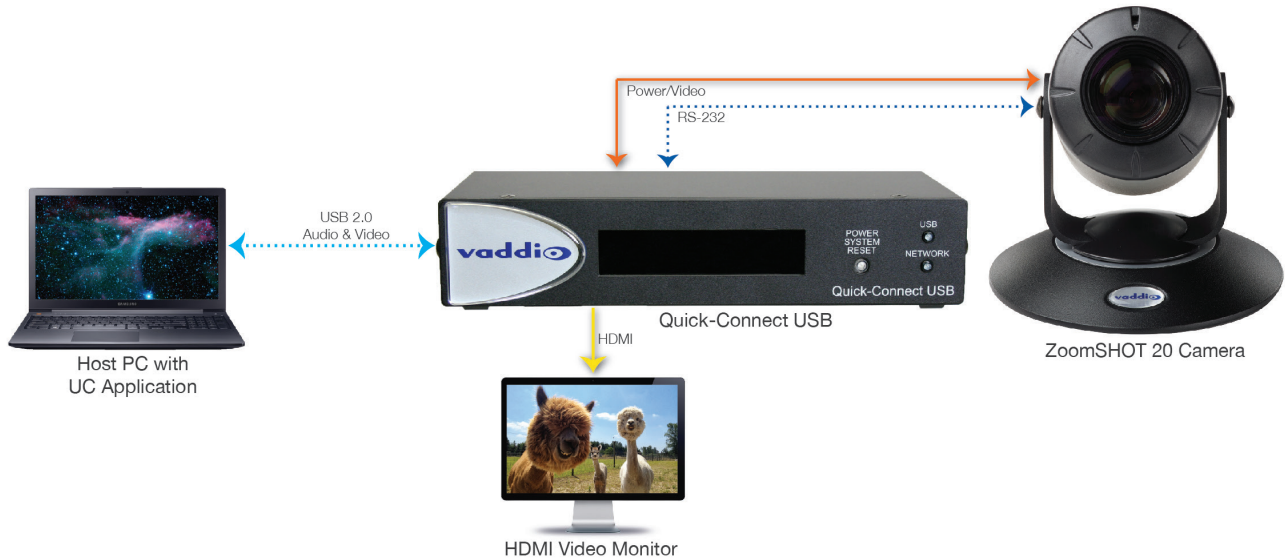 Power/Video
RS-232
USB 2.0
Audio & Video
vaddio
POWER
SYSTEM
RESET
USB
NETWORK
Quick-Connect USB
vaddio
Quick-Connect USB
ZoomSHOT 20 Camera
HDMI
Host PC with
UC Application
HDMI Video Monitor